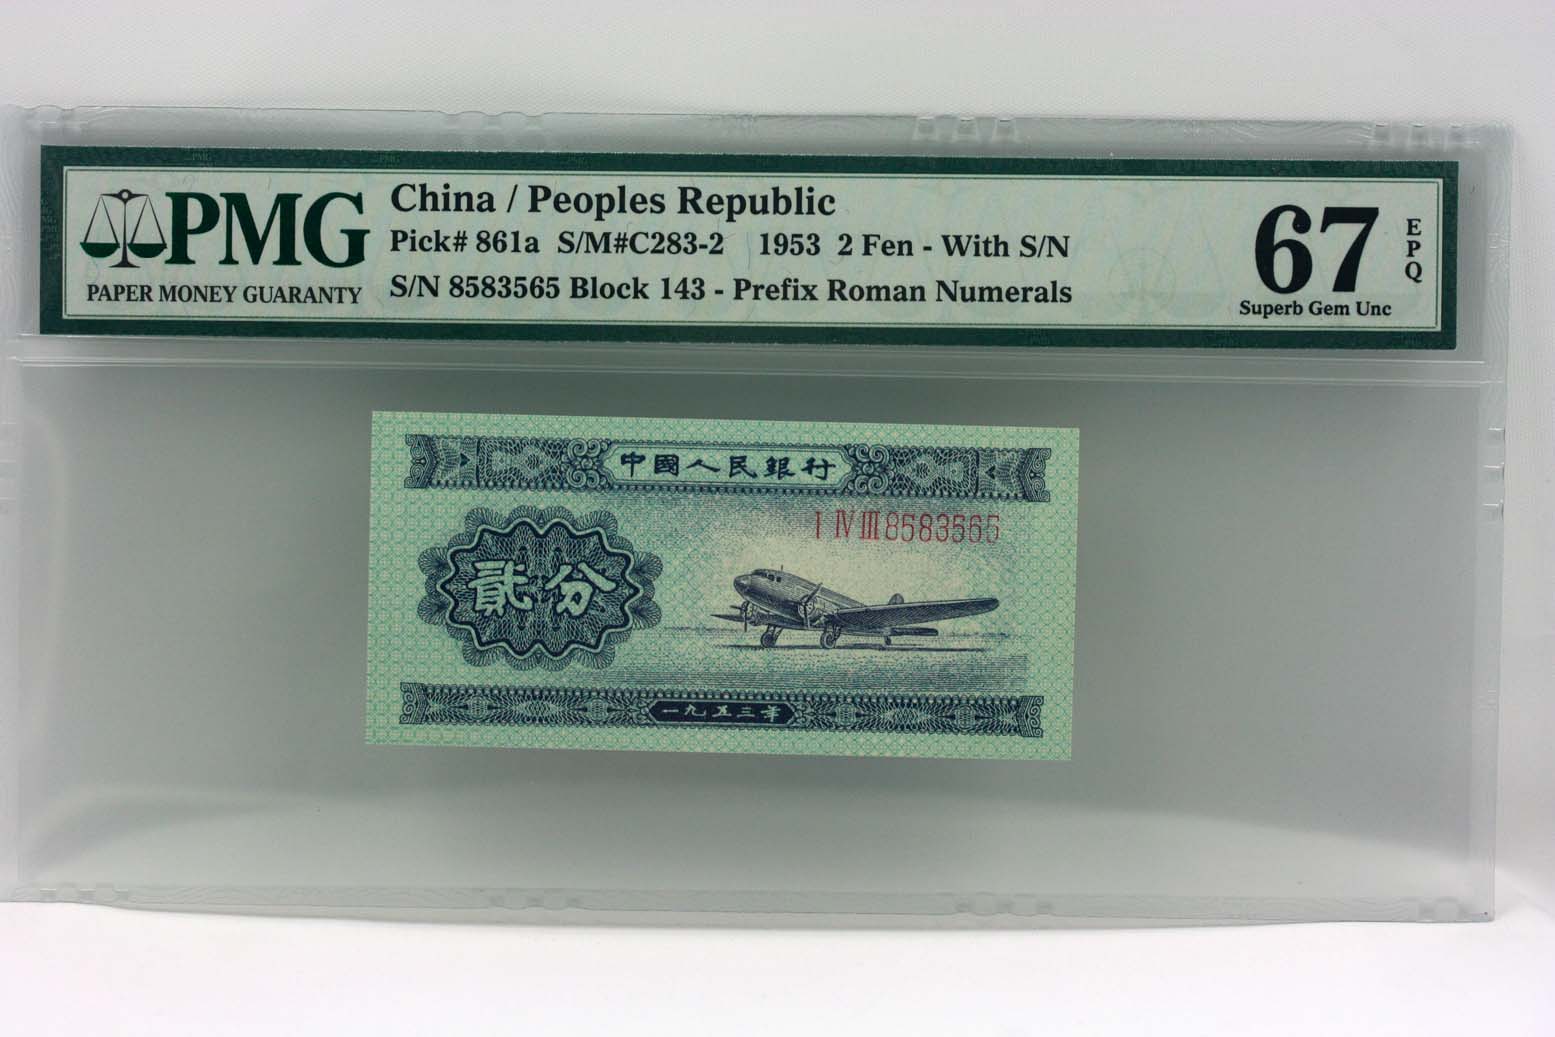 PMG
PAPER MONEY GUARANTY
China / Peoples Republic
Pick# 861a S/M#C283-2 1953 2 Fen - With S/N
S/N 8583565 Block 143 - Prefix Roman Numerals
67
EPQ
Superb Gem Unc
中國人民銀行
I IV III 8583565
貳分
一九五三年